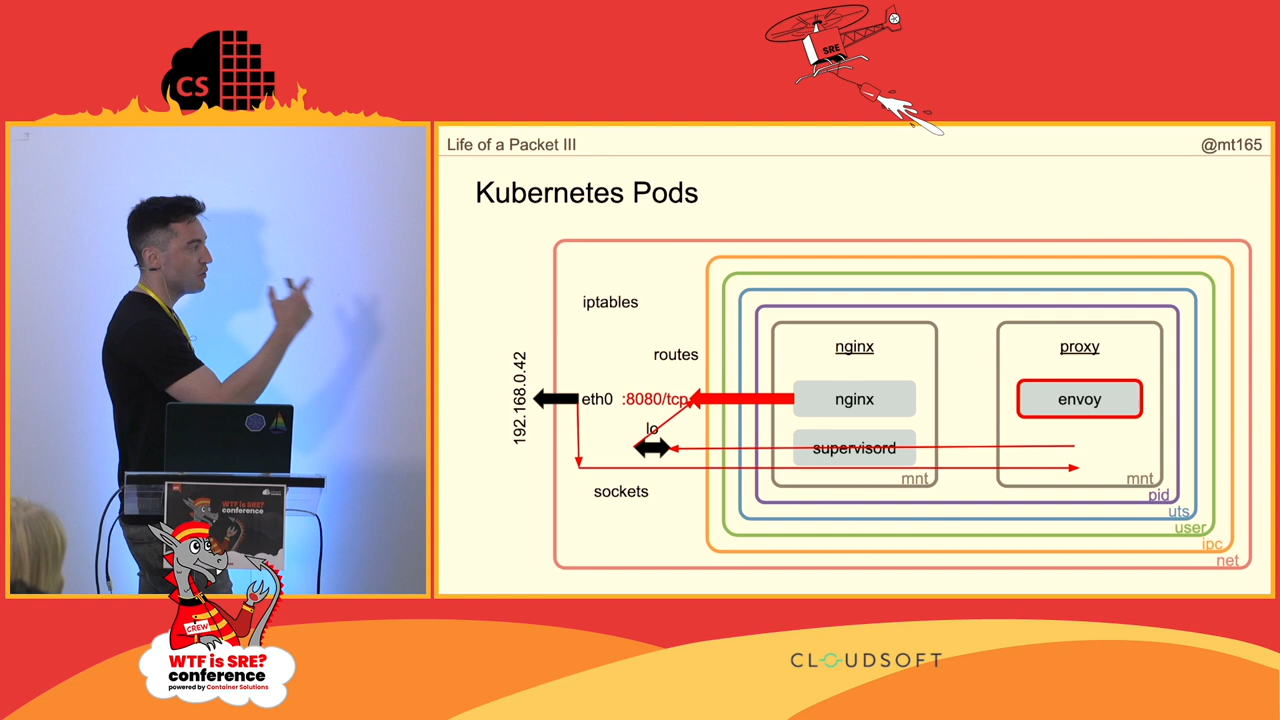 CS
SRE
Life of a Packet III
@mt165
Kubernetes Pods
iptables
routes
192.168.0.42
eth0 :8080/tcp
lo
sockets
nginx
nginx
supervisord
mnt
proxy
envoy
mnt
pid
uts
user
ipc
net
WTF is SRE?
conference
CREW
WTF is SRE?
conference
powered by Container Solutions
CLOUDSOFT